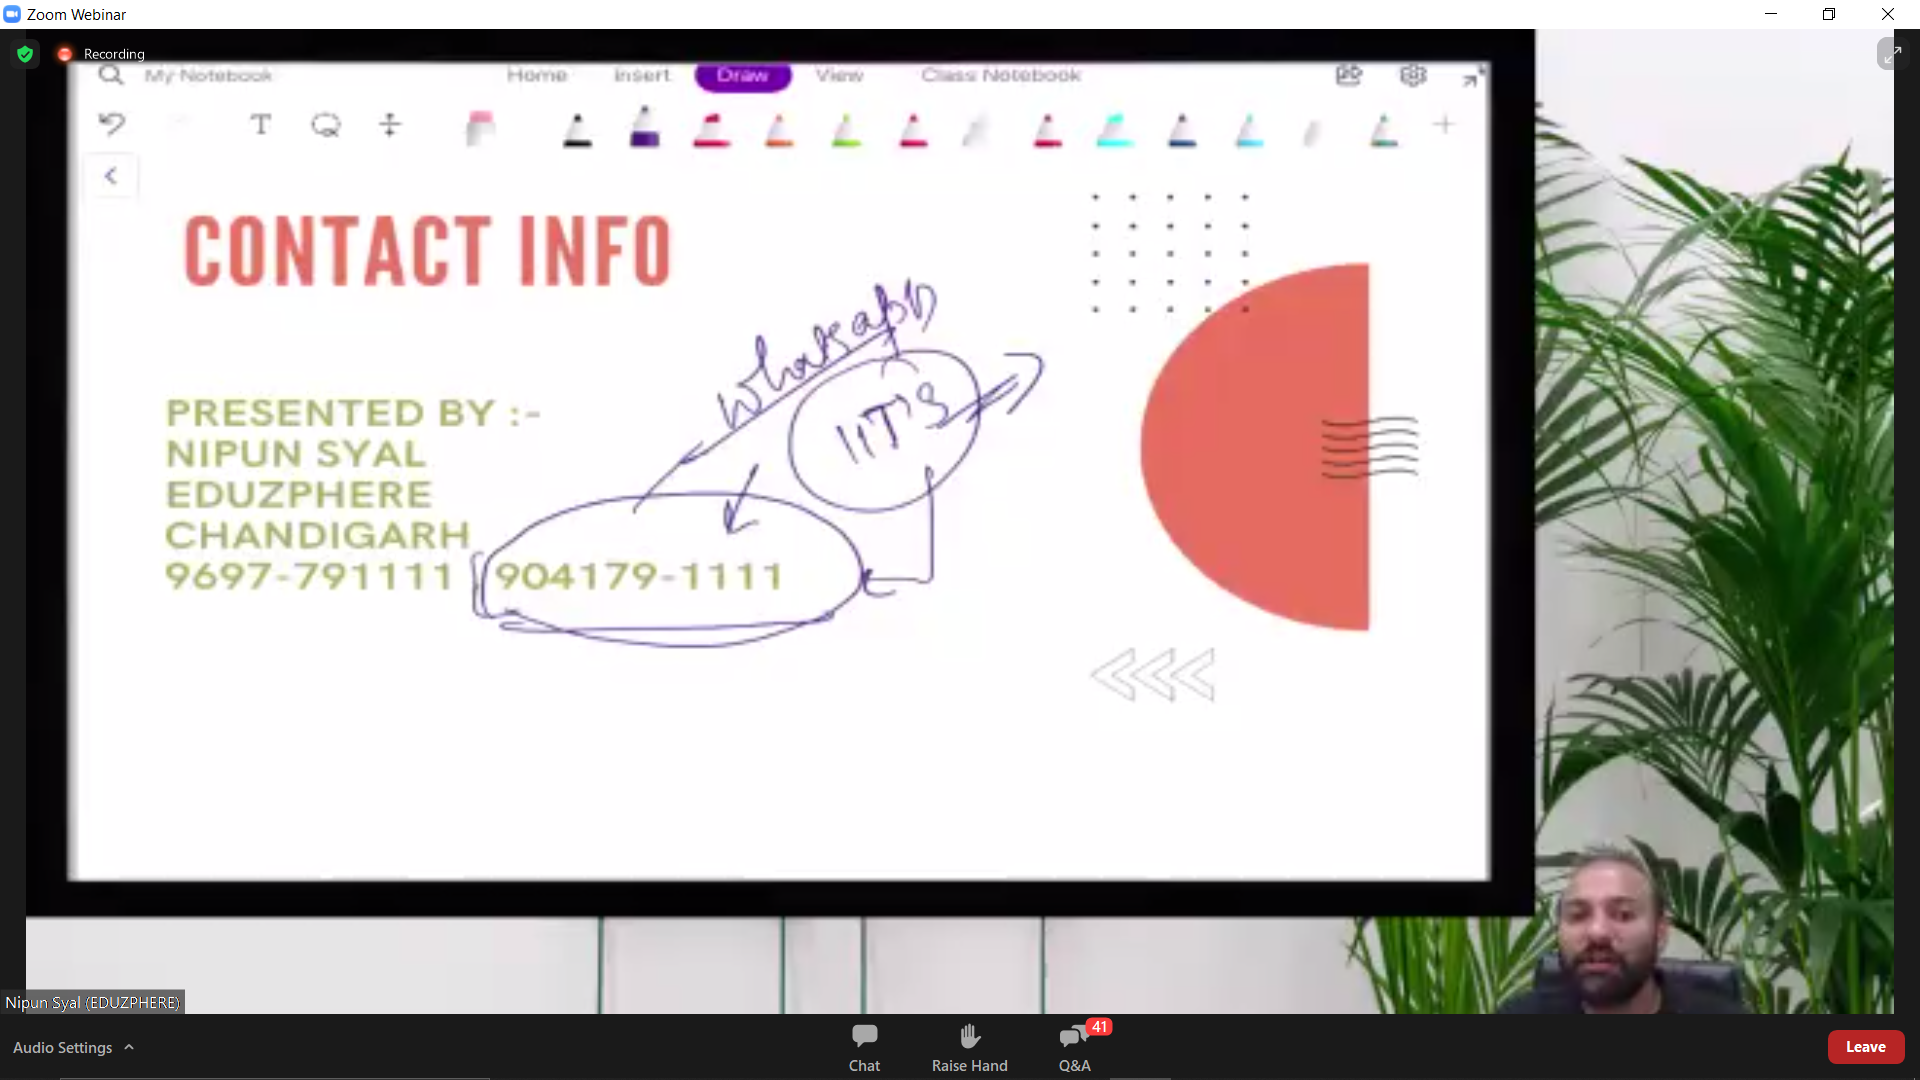 Zoom Webinar
Recording
My Notebook Home Insert Draw View Class Notebook
T
CONTACT INFO
Whatsapp
IIT'S
PRESENTED BY :-
NIPUN SYAL
EDUZPHERE
CHANDIGARH
9697-791111 904179-1111
Nipun Syal (EDUZPHERE)
Audio Settings
Chat
Raise Hand
Q&A
41
Leave